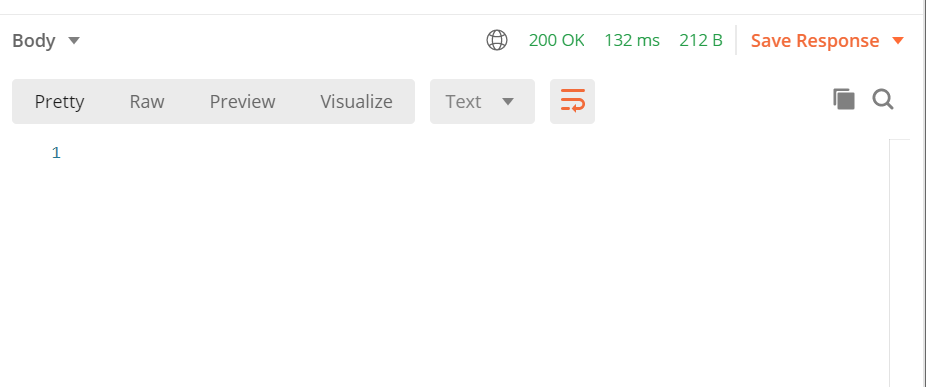 Body 200 OK 132 ms 212 B Save Response
Pretty Raw Preview Visualize Text
1